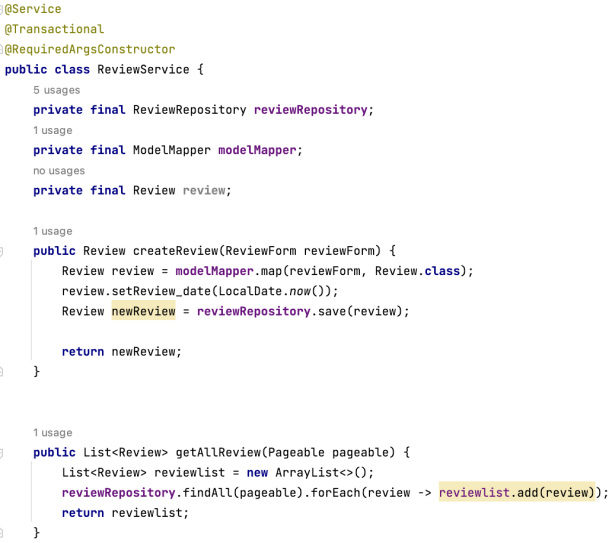 @Service
@Transactional
@RequiredArgsConstructor
public class ReviewService {
5 usages
private final ReviewRepository reviewRepository;
1 usage
private final ModelMapper modelMapper;
no usages
private final Review review;
1 usage
public Review createReview(ReviewForm reviewForm) {
Review review = modelMapper.map(reviewForm, Review.class);
review.setReview_date(LocalDate.now());
Review newReview = reviewRepository.save(review);
return newReview;
}
1 usage
public List<Review> getAllReview(Pageable pageable) {
List<Review> reviewlist = new ArrayList<>();
reviewRepository.findAll(pageable).forEach(review -> reviewlist.add(review));
return reviewlist;
}